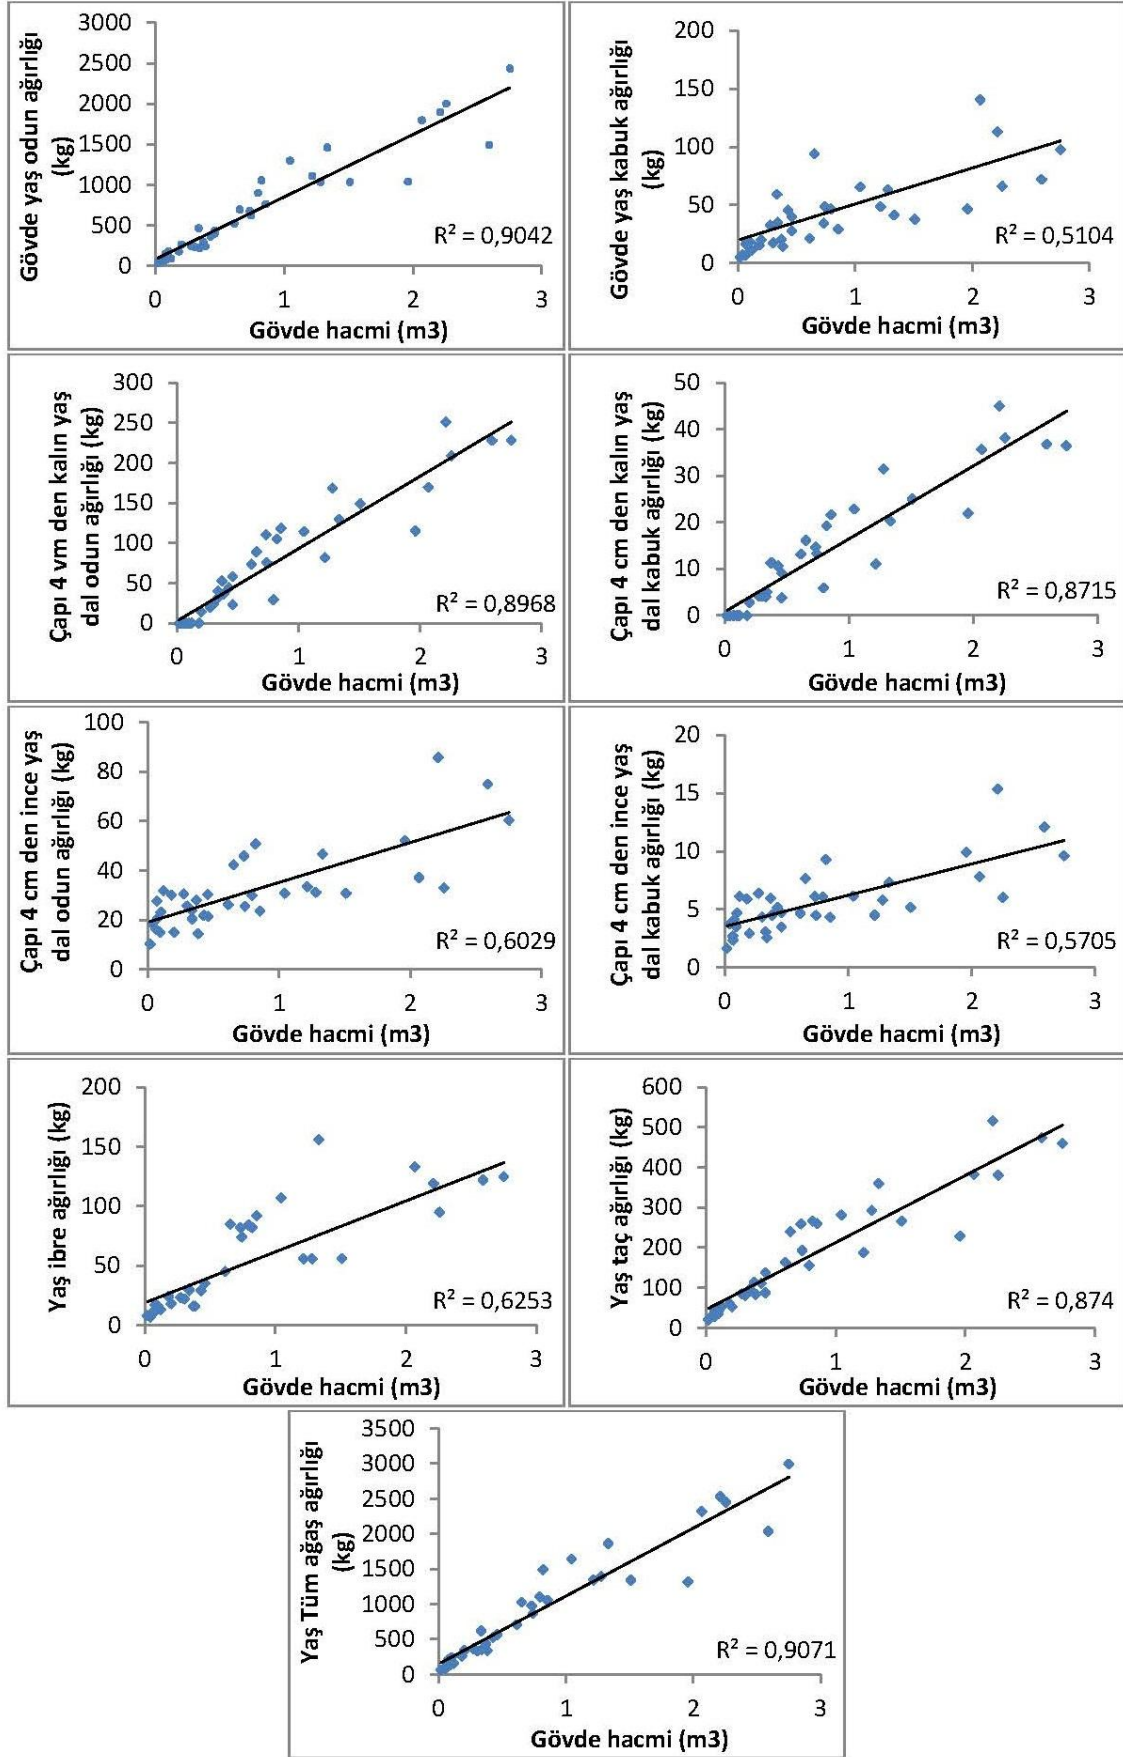 Gövde yaş odun ağırlığı
(kg)
3000
2500
2000
1500
1000
500
0
R² = 0,9042
0 1 2 3
Gövde hacmi (m3)
Gövde yaş kabuk ağırlığı
(kg)
200
150
100
50
0
R² = 0,5104
0 1 2 3
Gövde hacmi (m3)
Çapı 4 vm den kalın yaş
dal odun ağırlığı (kg)
300
250
200
150
100
50
0
R² = 0,8968
0 1 2 3
Gövde hacmi (m3)
Çapı 4 cm den kalın yaş
dal kabuk ağırlığı (kg)
50
40
30
20
10
0
R² = 0,8715
0 1 2 3
Gövde hacmi (m3)
Çapı 4 cm den ince yaş
dal odun ağırlığı (kg)
100
80
60
40
20
0
R² = 0,6029
0 1 2 3
Gövde hacmi (m3)
Çapı 4 cm den ince yaş
dal kabuk ağırlığı (kg)
20
15
10
5
0
R² = 0,5705
0 1 2 3
Gövde hacmi (m3)
Yaş ibre ağırlığı (kg)
200
150
100
50
0
R² = 0,6253
0 1 2 3
Gövde hacmi (m3)
Yaş taç ağırlığı (kg)
600
500
400
300
200
100
0
R² = 0,874
0 1 2 3
Gövde hacmi (m3)
Yaş Tüm ağaş ağırlığı
(kg)
3500
3000
2500
2000
1500
1000
500
0
R² = 0,9071
0 1 2 3
Gövde hacmi (m3)